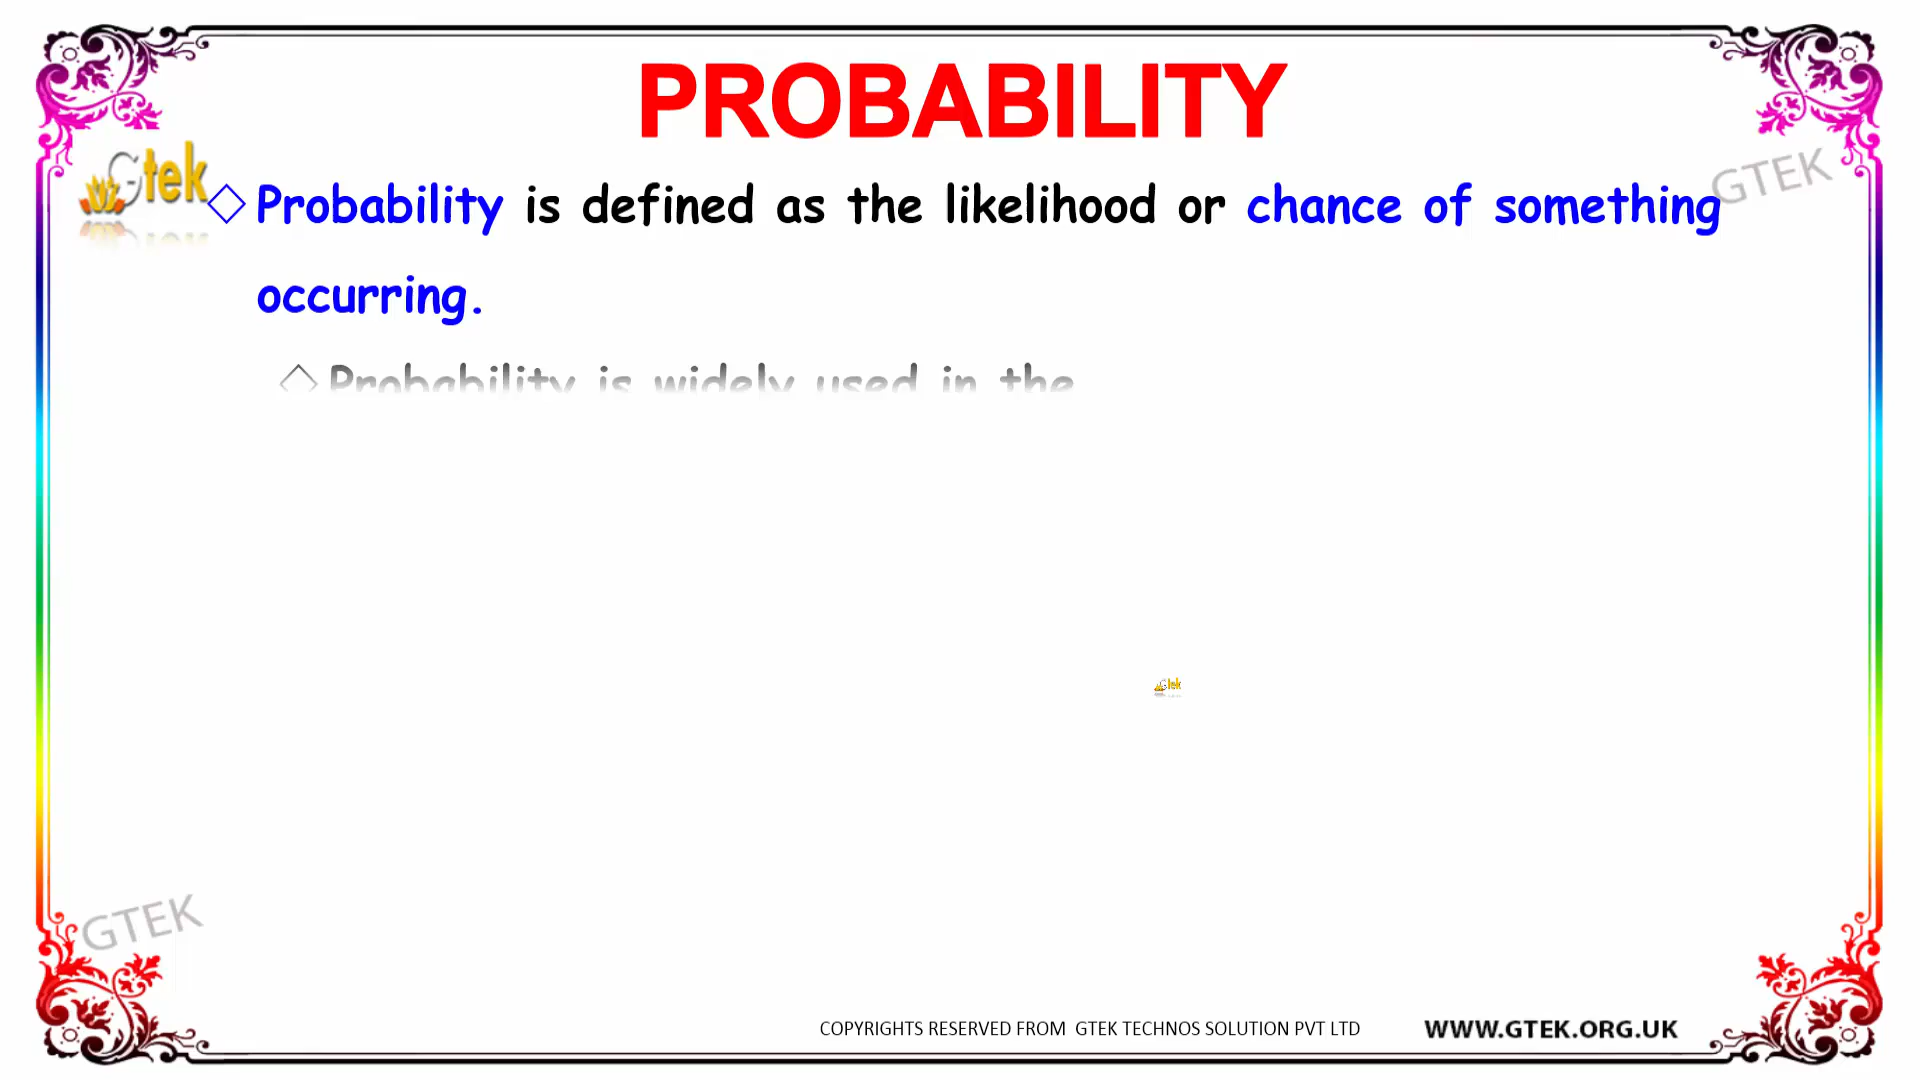 PROBABILITY
Gtek
GTEK
Probability is defined as the likelihood or chance of something
occurring.
Probability is widely used in the
Gtek
GTEK
COPYRIGHTS RESERVED FROM GTEK TECHNOS SOLUTION PVT LTD
WWW.GTEK.ORG.UK